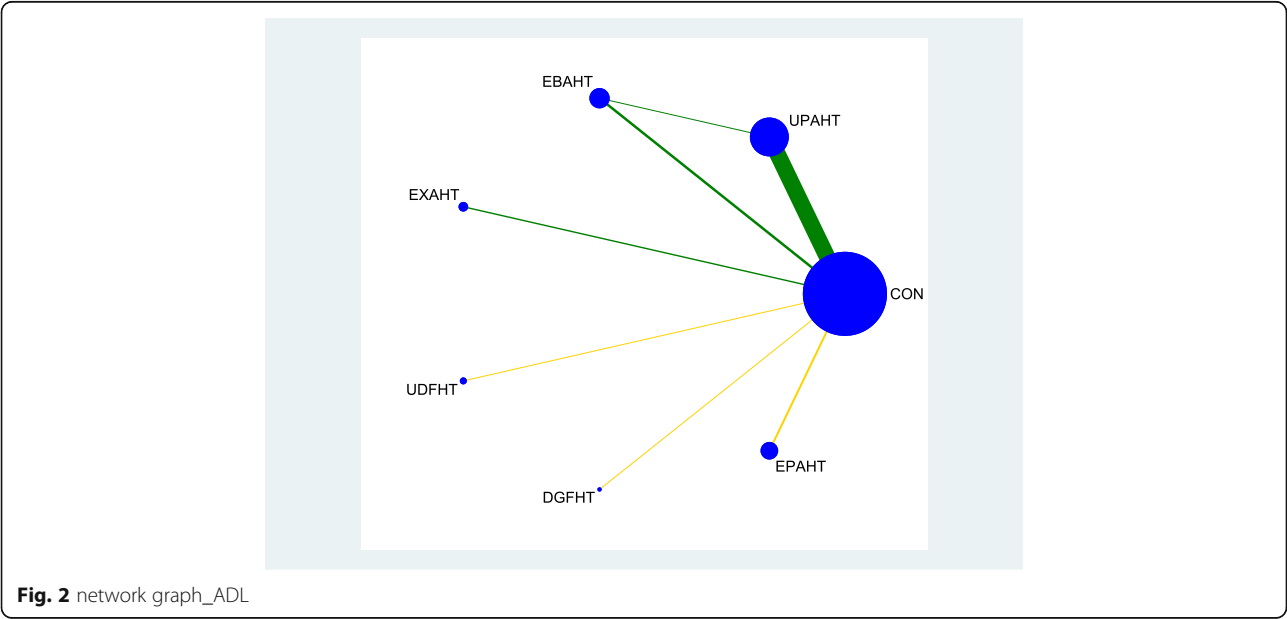 EBAHT
UPAHT
EXAHT
CON
UDFHT
EPAHT
DGFHT
Fig. 2 network graph_ADL